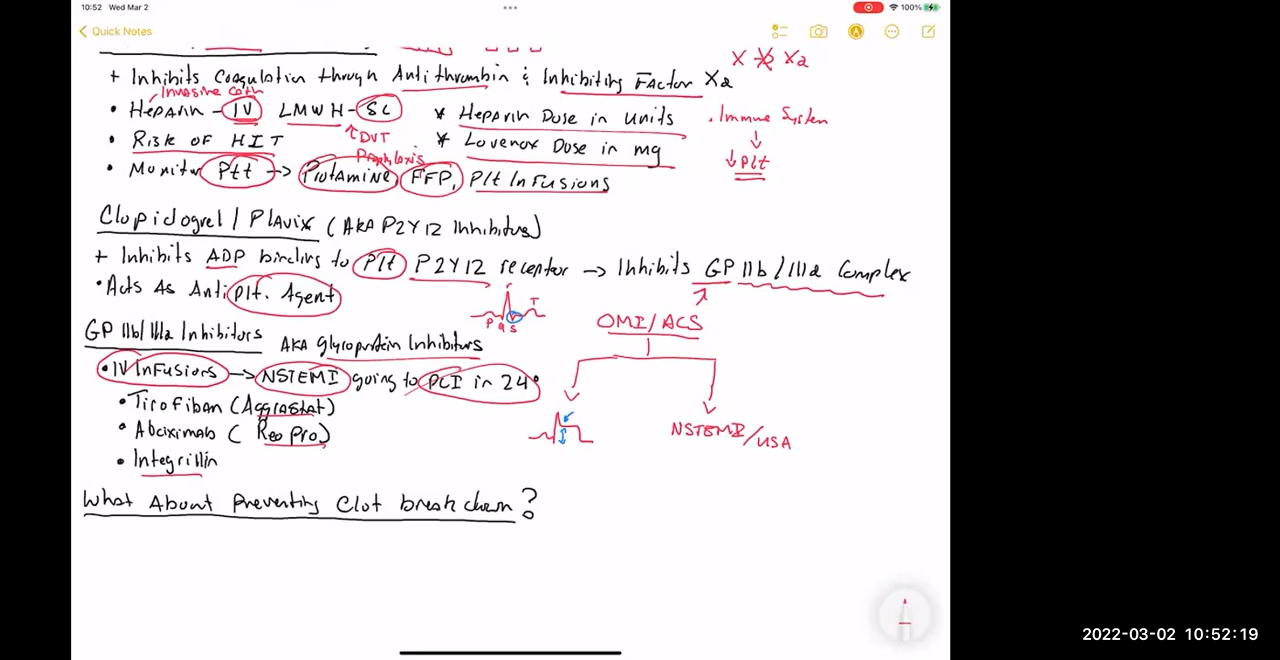 10:52 Wed Mar 2
100%
Quick Notes
X X2 Xa
+ Inhibits Coagulation through Antithrombin & Inhibiting Factor Xa
Invasive Cath
• Heparin - IV LMWH - SC * Heparin Dose in units
DVT
Prophylaxis
• Risk of HIT * Lovenox Dose in mg
• Monitor Ptt -> Protamine, FFP, Plt Infusions
. Immune System
↓ Plt
Clopidogrel / Plavix (AKA P2Y12 Inhibitors)
+ Inhibits ADP binding to Plt P2Y12 receptor -> Inhibits GP IIb/IIIa Complex
• Acts As Anti Plt. Agent
P q r s T
OMI/ACS
NSTEMI/USA
GP IIb/IIIa Inhibitors AKA Glycoprotein Inhibitors
• IV Infusions -> NSTEMI going to PCI in 24°
• Tirofiban (Aggrastat)
• Abciximab (ReoPro)
• Integrillin
What About Preventing Clot breakdown?
2022-03-02 10:52:19